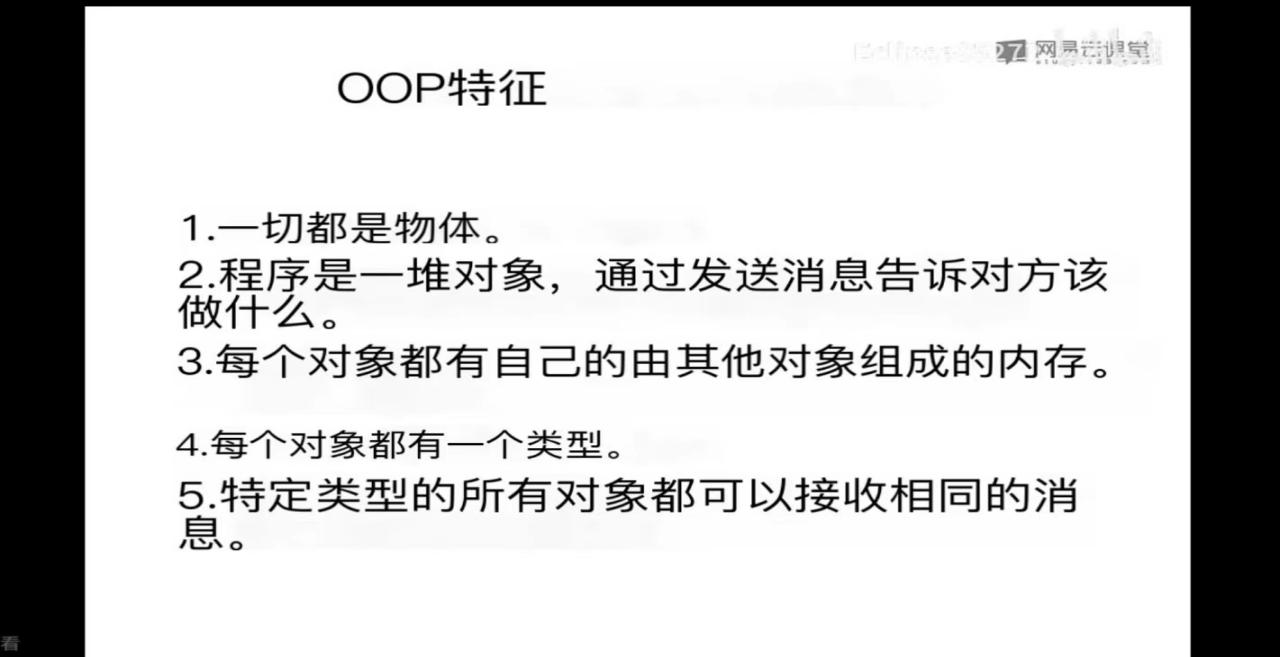 网易云课堂
OOP特征
1.一切都是物体。
2.程序是一堆对象，通过发送消息告诉对方该
做什么。
3.每个对象都有自己的由其他对象组成的内存。
4.每个对象都有一个类型。
5.特定类型的所有对象都可以接收相同的消
息。
看